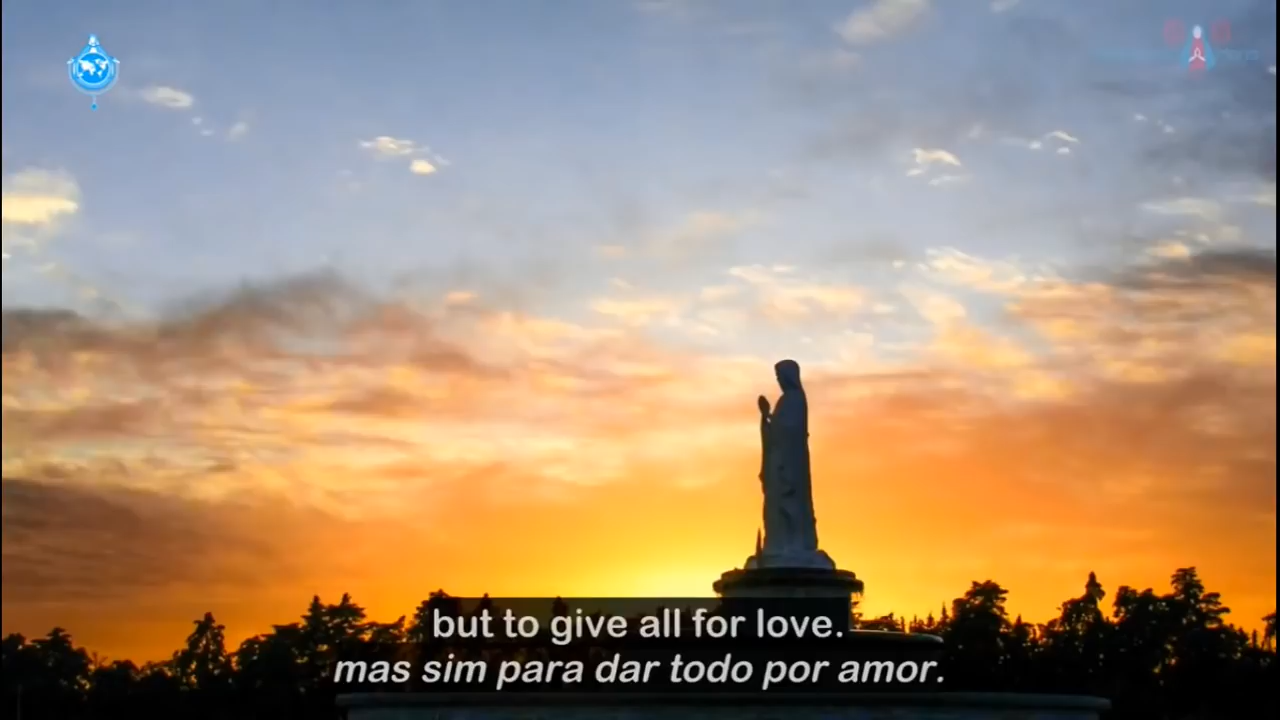 but to give all for love.
mas sim para dar todo por amor.